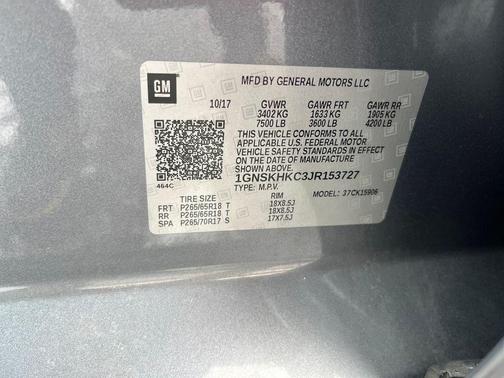 GM
MFD BY GENERAL MOTORS LLC
10/17 GVWR GAWR FRT GAWR RR
3402 KG 1633 KG 1905 KG
7500 LB 3600 LB 4200 LB
THIS VEHICLE CONFORMS TO ALL
APPLICABLE U.S. FEDERAL MOTOR
VEHICLE SAFETY STANDARDS IN EFFECT
ON THE DATE OF MANUFACTURE
SHOWN ABOVE.
1GNSKHKC3JR153727
464C TYPE: M.P.V. MODEL: 37CK15906
TIRE SIZE RIM
FRT P265/65R18 T 18X8.5J
RR P265/65R18 T 18X8.5J
SPA P265/70R17 S 17X7.5J